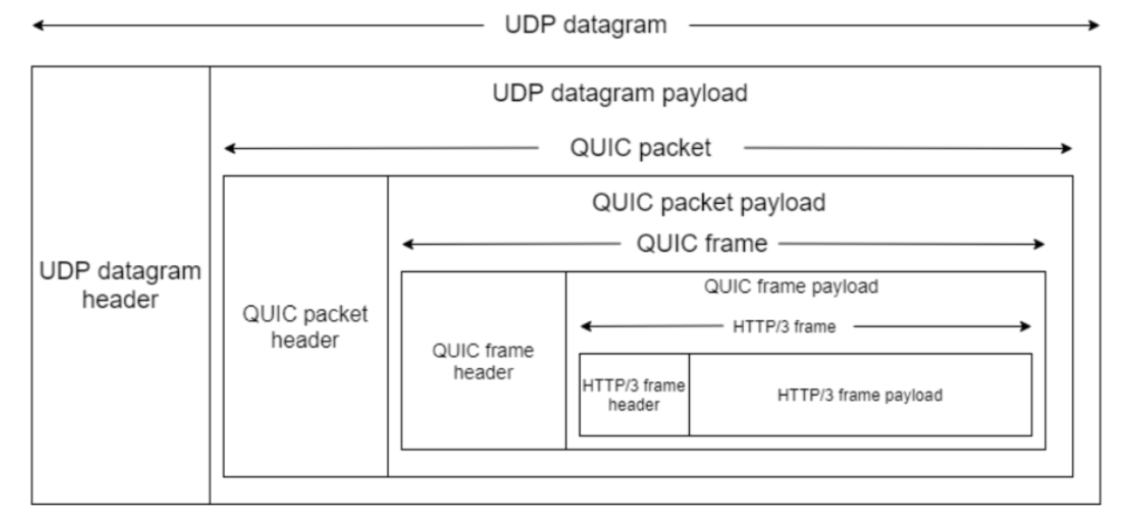 UDP datagram
UDP datagram payload
QUIC packet
QUIC packet payload
QUIC frame
UDP datagram
header
QUIC packet
header
QUIC frame
header
QUIC frame payload
HTTP/3 frame
HTTP/3 frame
header
HTTP/3 frame payload